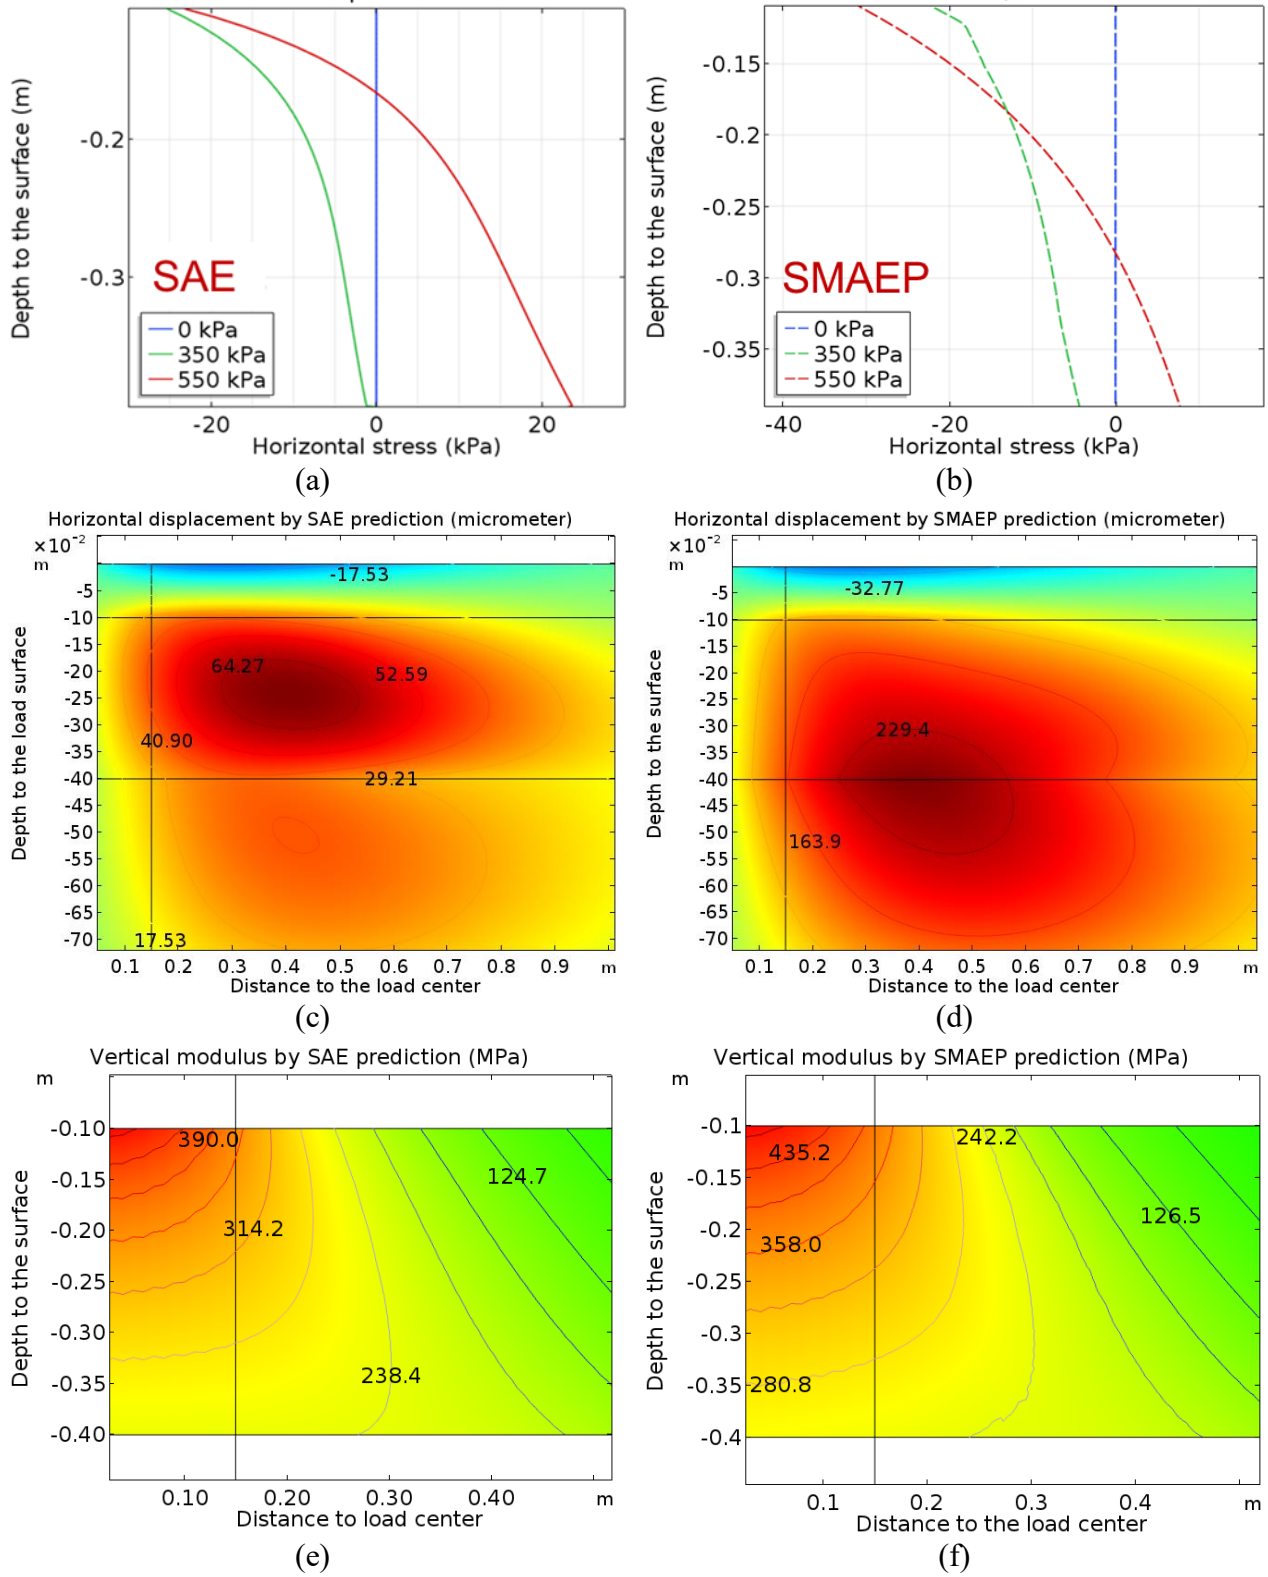 Depth to the surface (m)
-0.2
-0.3
SAE
0 kPa
350 kPa
550 kPa
-20 0 20
Horizontal stress (kPa)
(a)
Depth to the surface (m)
-0.15
-0.2
-0.25
-0.3
-0.35
SMAEP
0 kPa
350 kPa
550 kPa
-40 -20 0
Horizontal stress (kPa)
(b)
Horizontal displacement by SAE prediction (micrometer)
×10⁻²
m
Depth to the load surface
-5
-10
-15
-20
-25
-30
-35
-40
-45
-50
-55
-60
-65
-70
-17.53
64.27
52.59
40.90
29.21
17.53
0.1 0.2 0.3 0.4 0.5 0.6 0.7 0.8 0.9 m
Distance to the load center
(c)
Horizontal displacement by SMAEP prediction (micrometer)
×10⁻²
m
Depth to the surface
-5
-10
-15
-20
-25
-30
-35
-40
-45
-50
-55
-60
-65
-70
-32.77
229.4
163.9
0.1 0.2 0.3 0.4 0.5 0.6 0.7 0.8 0.9 m
Distance to the load center
(d)
Vertical modulus by SAE prediction (MPa)
m
Depth to the surface
-0.10
-0.15
-0.20
-0.25
-0.30
-0.35
-0.40
390.0
124.7
314.2
238.4
0.10 0.20 0.30 0.40 m
Distance to load center
(e)
Vertical modulus by SMAEP prediction (MPa)
m
Depth to the surface
-0.1
-0.15
-0.2
-0.25
-0.3
-0.35
-0.4
242.2
435.2
126.5
358.0
280.8
0.1 0.2 0.3 0.4 m
Distance to the load center
(f)